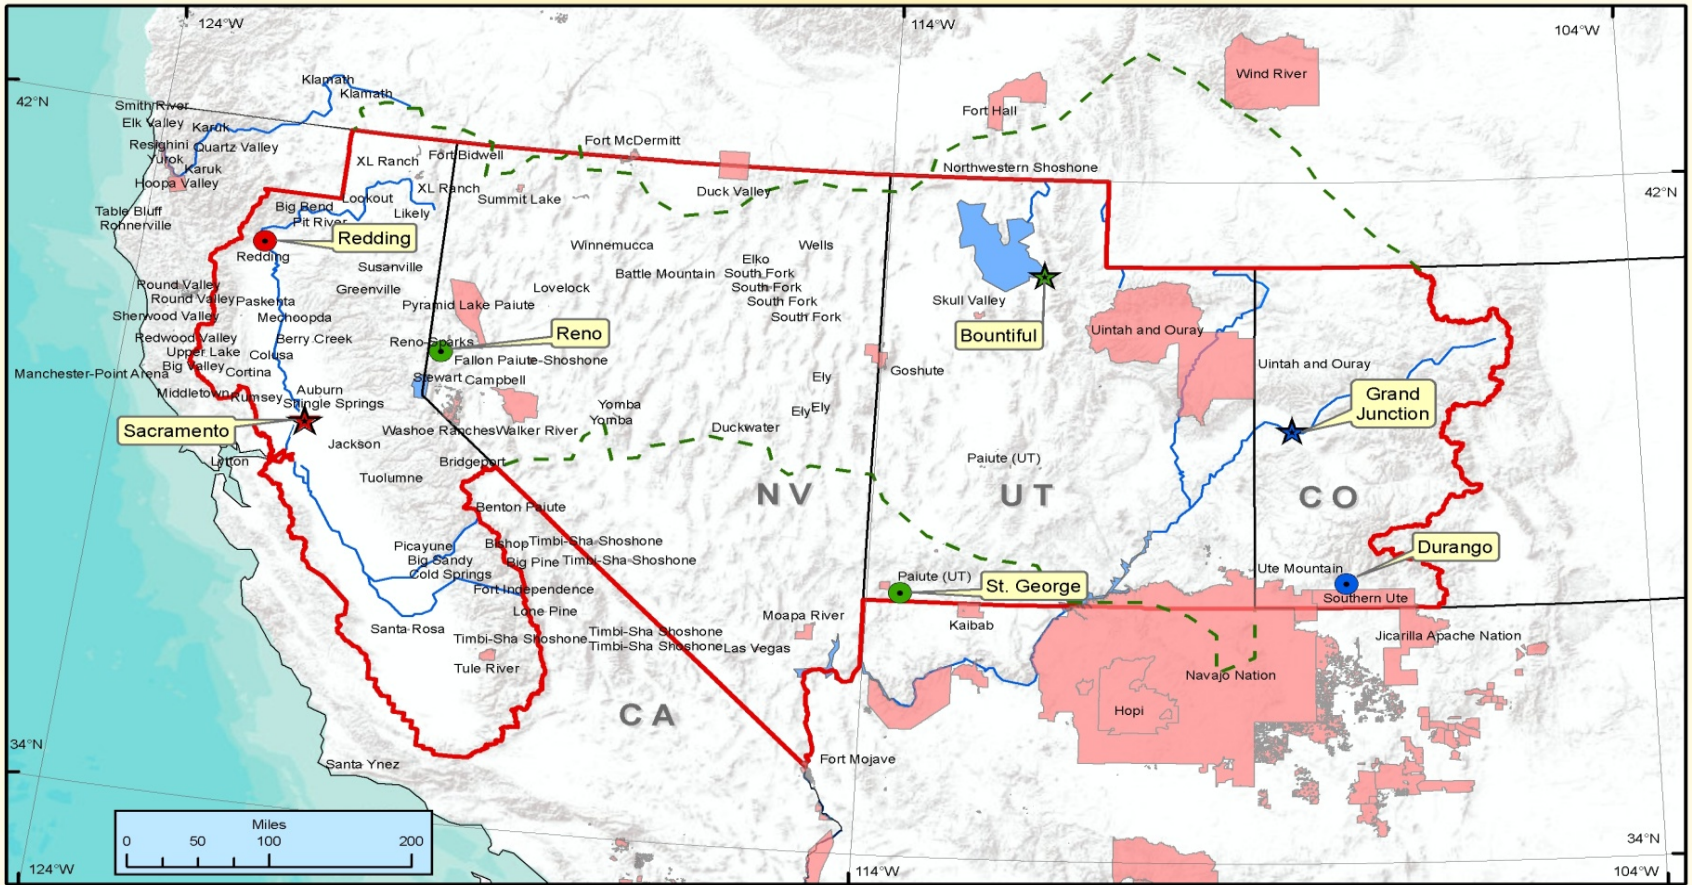 124°W
114°W
104°W
42°N
Klamath
Klamath
Smith River
Elk Valley
Karuk
Resighini
Quartz Valley
Yurok
Karuk
Hoopa Valley
Table Bluff
Rohnerville
XL Ranch
Fort Bidwell
XL Ranch
Lookout
Big Bend
Likely
Pit River
Redding
Redding
Fort McDermitt
Summit Lake
Duck Valley
Northwestern Shoshone
Fort Hall
Wind River
42°N
Winnemucca
Wells
Susanville
Battle Mountain
Elko
South Fork
South Fork
South Fork
South Fork
Greenville
Lovelock
Round Valley
Round Valley
Paskenta
Pyramid Lake Paiute
Sherwood Valley
Mechoopda
Skull Valley
Bountiful
Uintah and Ouray
Redwood Valley
Berry Creek
Reno-Sparks
Reno
Upper Lake
Colusa
Fallon Paiute-Shoshone
Big Valley
Manchester-Point Arena
Cortina
Stewart
Campbell
Ely
Goshute
Uintah and Ouray
Middletown
Rumsey
Auburn
Shingle Springs
Yomba
Yomba
Ely
Ely
Grand
Junction
Sacramento
Washoe Ranches
Walker River
Duckwater
Jackson
Lytton
Bridgeport
Paiute (UT)
Tuolumne
NV
UT
CO
Benton Paiute
Picayune
Bishop
Timbi-Sha Shoshone
Big Sandy
Big Pine
Timbi-Sha-Shoshone
Cold Springs
Fort Independence
Durango
Ute Mountain
Paiute (UT)
St. George
Southern Ute
Lone Pine
Moapa River
Kaibab
Santa Rosa
Timbi-Sha Shoshone
Timbi-Sha Shoshone
Timbi-Sha Shoshone
Las Vegas
Jicarilla Apache Nation
Tule River
Navajo Nation
Hopi
CA
34°N
Santa Ynez
Fort Mojave
Miles
0
50
100
200
34°N
124°W
114°W
104°W